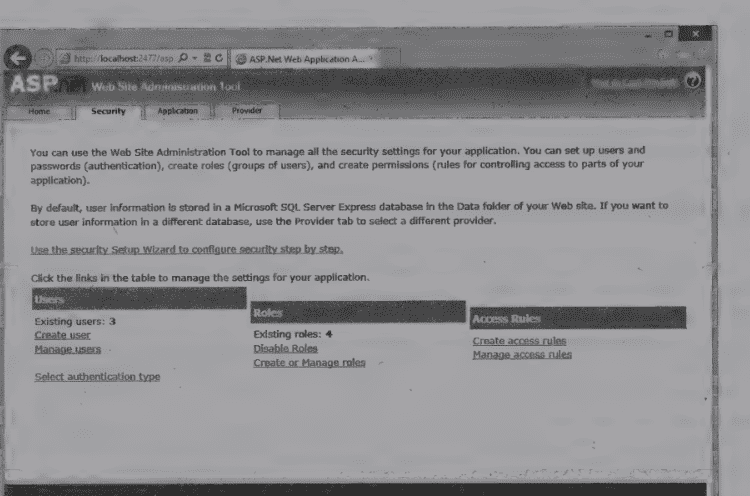 http://localhost:2477/asp
ASP.Net Web Application A...
ASP.net Web Site Administration Tool
Home Security Application Provider
You can use the Web Site Administration Tool to manage all the security settings for your application. You can set up users and
passwords (authentication), create roles (groups of users), and create permissions (rules for controlling access to parts of your
application).
By default, user information is stored in a Microsoft SQL Server Express database in the Data folder of your Web site. If you want to
store user information in a different database, use the Provider tab to select a different provider.
Use the security Setup Wizard to configure security step by step.
Click the links in the table to manage the settings for your application.
Users
Existing users: 3
Create user
Manage users
Select authentication type
Roles
Existing roles: 4
Disable Roles
Create or Manage roles
Access Rules
Create access rules
Manage access rules